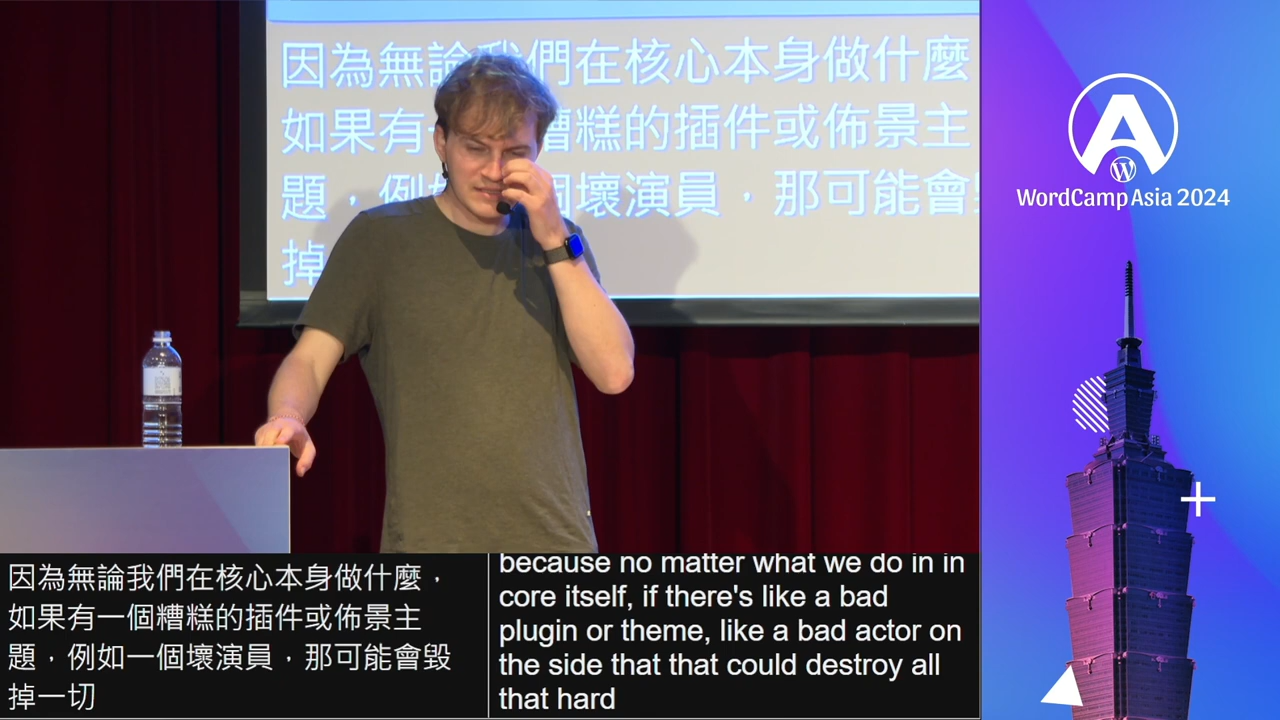 因為無論我們在核心本身做什麼
如果有 糟糕的插件或佈景主
題，例如 個壞演員，那可能會毀
掉
WordCamp Asia 2024
因為無論我們在核心本身做什麼，
如果有一個糟糕的插件或佈景主
題，例如一個壞演員，那可能會毀
掉一切
because no matter what we do in in
core itself, if there's like a bad
plugin or theme, like a bad actor on
the side that that could destroy all
that hard